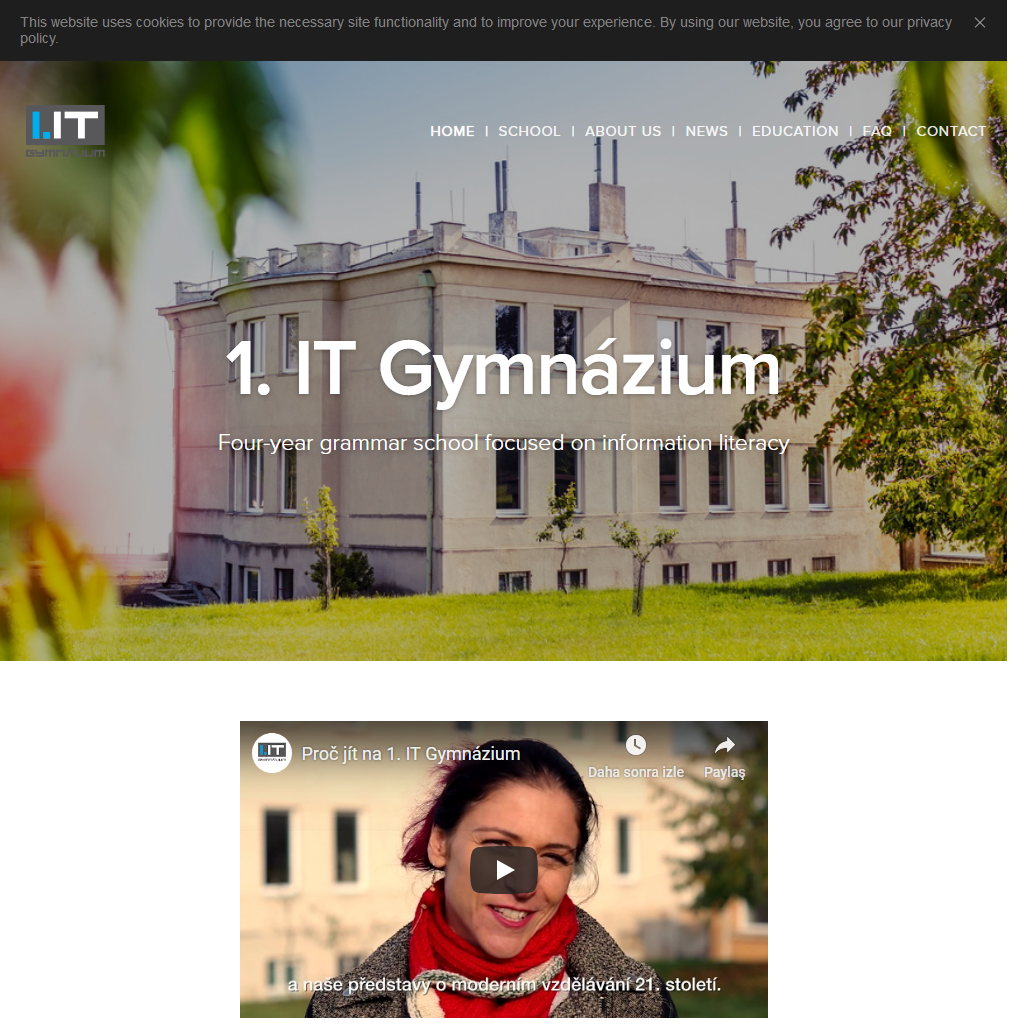 This website uses cookies to provide the necessary site functionality and to improve your experience. By using our website, you agree to our privacy
policy.
I.IT
GYMNÁZIUM
HOME | SCHOOL | ABOUT US | NEWS | EDUCATION | FAQ | CONTACT
1. IT Gymnázium
Four-year grammar school focused on information literacy
I.IT
Proč jít na 1. IT Gymnázium
Daha sonra izle
Paylaş
a naše představy o moderním vzdělávání 21. století.